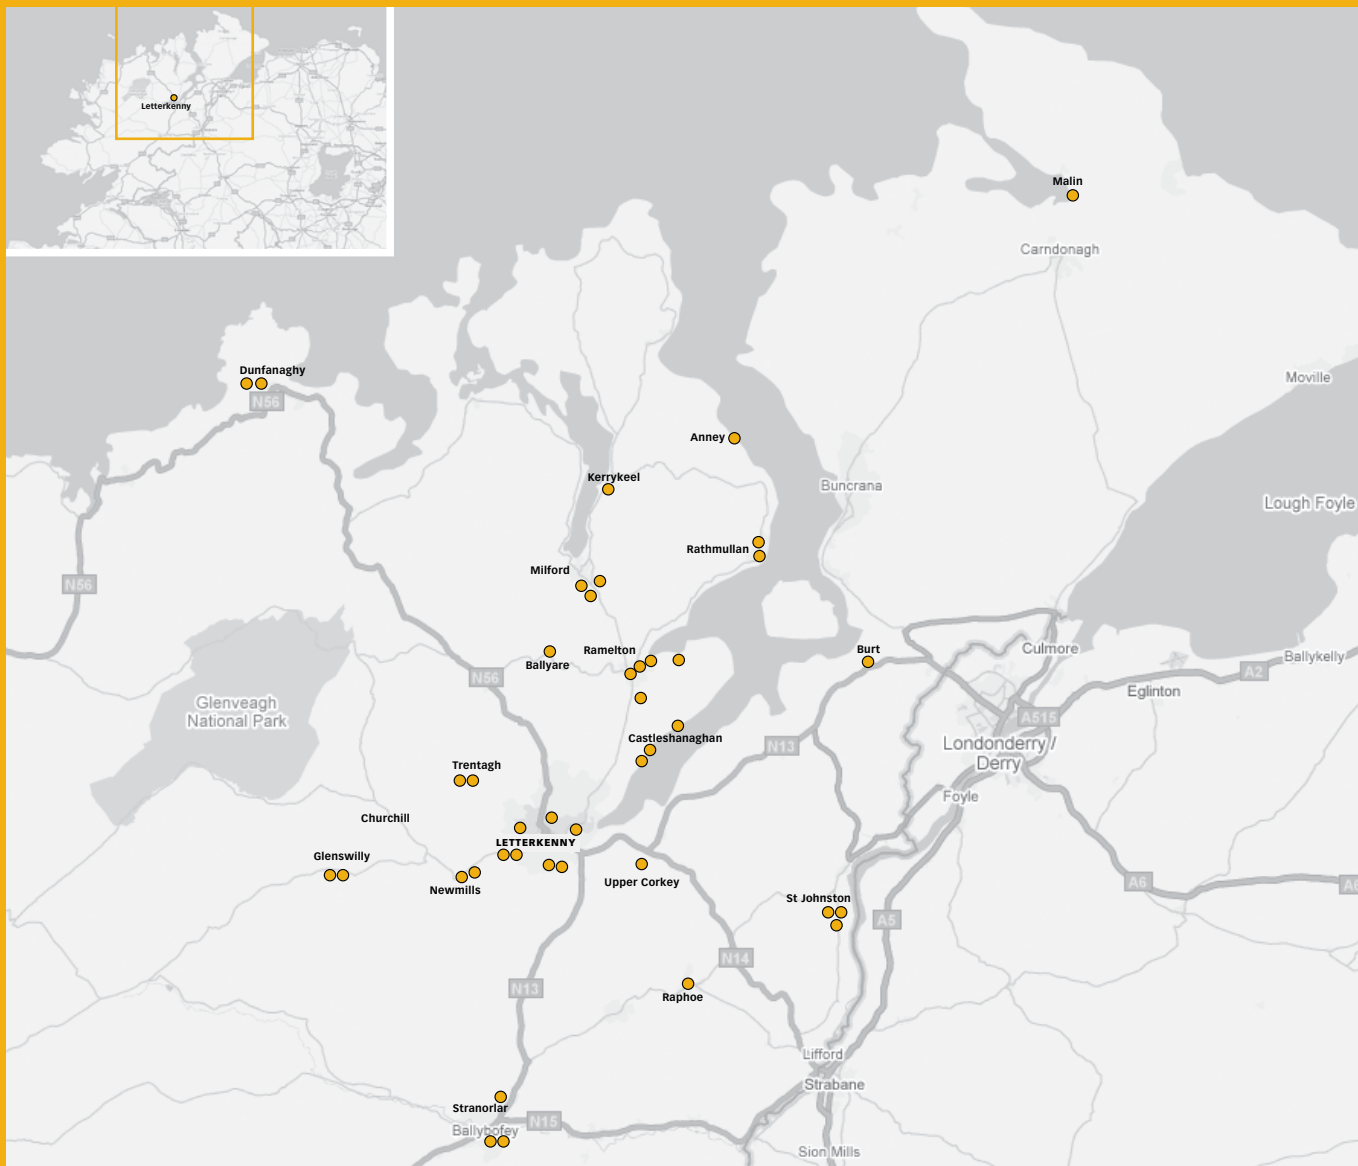 Letterkenny
Malin
Carndonagh
Dunfanaghy
N56
Moville
Anney
Kerrykeel
Buncrana
Lough Foyle
Rathmullan
Milford
N56
Ramelton
Burt
Culmore
Ballykelly
Ballyare
N56
A2
Eglinton
Glenveagh
National Park
A515
Castleshanaghan
N13
Londonderry /
Derry
Trentagh
Foyle
Churchill
LETTERKENNY
Glenswilly
Newmills
Upper Corkey
A6
St Johnston
A5
N14
N13
Raphoe
Lifford
Strabane
Stranorlar
N15
Ballybofey
Sion Mills